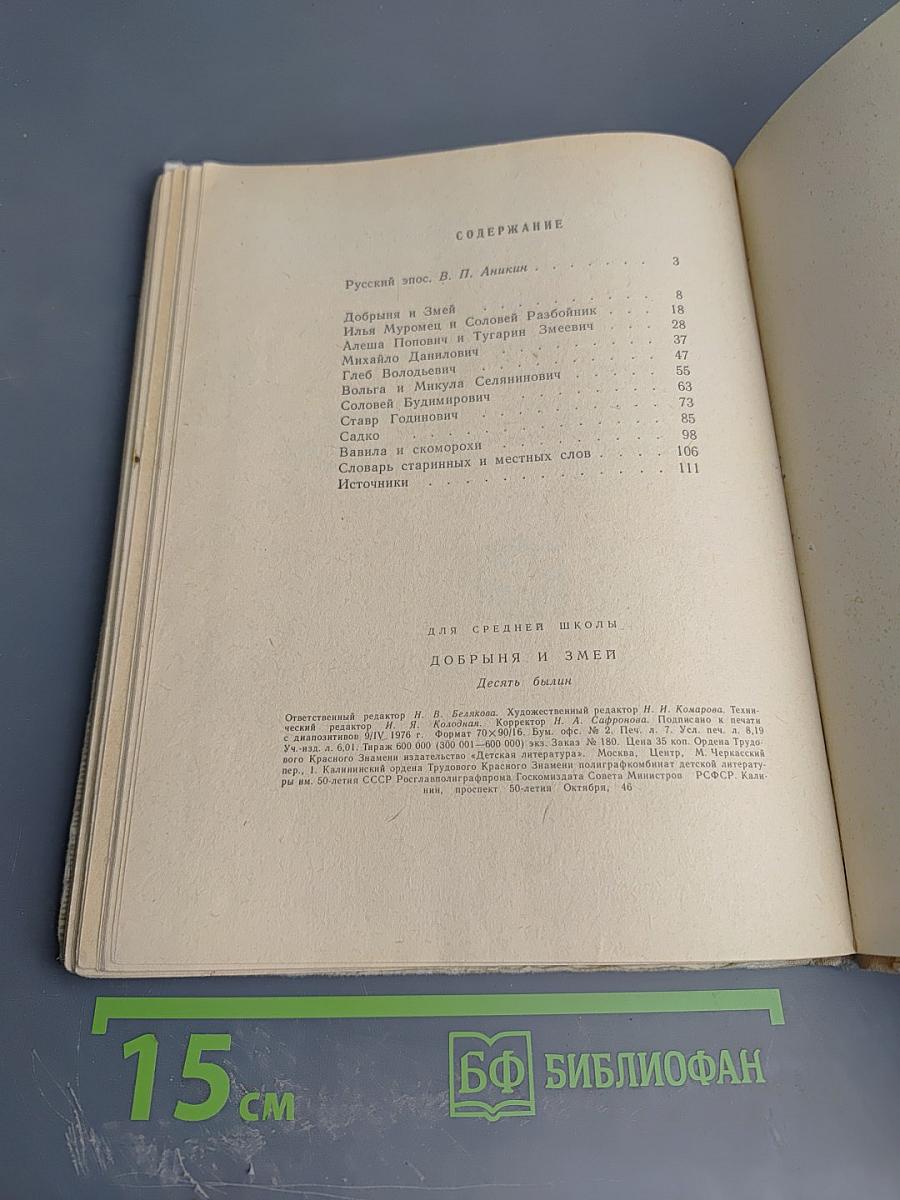 СОДЕРЖАНИЕ
Русский эпос. В. П. Аникин . . . . . . . 3
Добрыня и Змей . . . . . . . . . 8
Илья Муромец и Соловей Разбойник . . . 18
Алеша Попович и Тугарин Змеевич . . . 28
Михайло Данилович . . . . . . . . 37
Глеб Володьевич . . . . . . . . . 47
Вольга и Микула Селянинович . . . . . 55
Соловей Будимирович . . . . . . . 63
Ставр Годинович . . . . . . . . . 73
Садко . . . . . . . . . . . . 85
Вавила и скоморохи . . . . . . . . 98
Словарь старинных и местных слов . . . . 106
Источники . . . . . . . . . . . 111
ДЛЯ СРЕДНЕЙ ШКОЛЫ
ДОБРЫНЯ И ЗМЕЙ
Десять былин
Ответственный редактор Н. В. Белякова. Художественный редактор Н. И. Комарова. Техни-
ческий редактор И. Я. Колодная. Корректор Н. А. Сафронова. Подписано к печати
с диапозитивов 9/IV 1976 г. Формат 70×90/16. Бум. офс. № 2. Печ. л. 7. Усл. печ. л. 8,19
Уч.-изд. л. 6,01. Тираж 600 000 (300 001—600 000) экз. Заказ № 180. Цена 35 коп. Ордена Трудо-
вого Красного Знамени издательство «Детская литература». Москва, Центр, М. Черкасский
пер., 1. Калининский ордена Трудового Красного Знамени полиграфкомбинат детской литерату-
ры им. 50-летия СССР Росглавполиграфпрома Госкомиздата Совета Министров РСФСР. Кали-
нин, проспект 50-летия Октября, 46
15 см
БФ БИБЛИОФАН